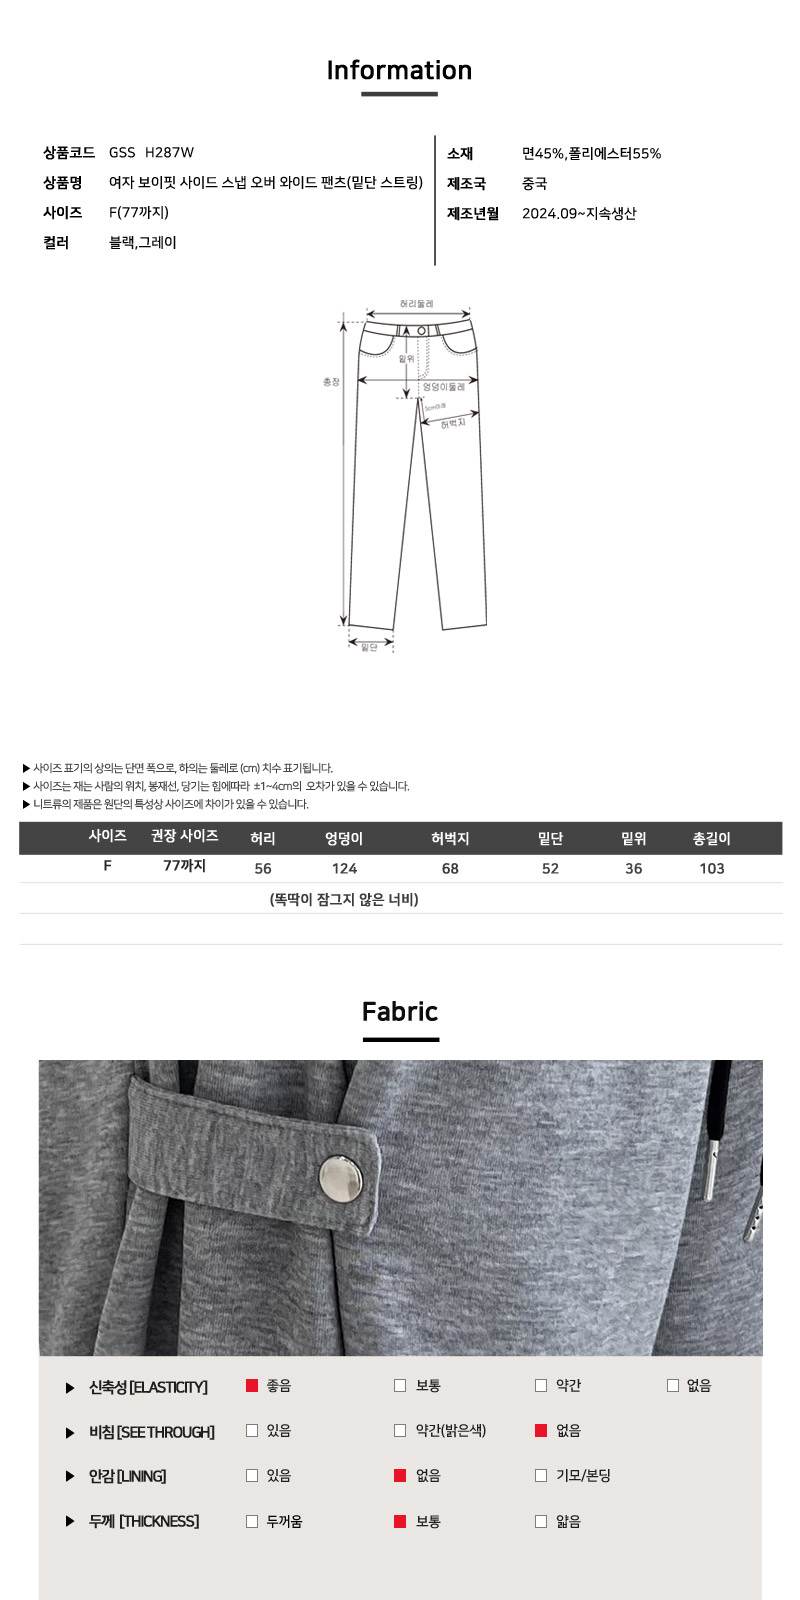 Information
상품코드 GSS H287W
상품명 여자 보이핏 사이드 스냅 오버 와이드 팬츠(밑단 스트링)
사이즈 F(77까지)
컬러 블랙,그레이
소재 면45%,폴리에스터55%
제조국 중국
제조년월 2024.09~지속생산
허리둘레
밑위
총장
엉덩이둘레
5cm아래
허벅지
밑단
▶ 사이즈 표기의 상의는 단면 폭으로, 하의는 둘레로 (cm) 치수 표기됩니다.
▶ 사이즈는 재는 사람의 위치, 봉재선, 당기는 힘에따라 ±1~4cm의 오차가 있을 수 있습니다.
▶ 니트류의 제품은 원단의 특성상 사이즈에 차이가 있을 수 있습니다.
사이즈 권장 사이즈 허리 엉덩이 허벅지 밑단 밑위 총길이
F 77까지 56 124 68 52 36 103
(똑딱이 잠그지 않은 너비)
Fabric
▶ 신축성 [ELASTICITY] 좋음 보통 약간 없음
▶ 비침 [SEE THROUGH] 있음 약간(밝은색) 없음
▶ 안감 [LINING] 있음 없음 기모/본딩
▶ 두께 [THICKNESS] 두꺼움 보통 얇음